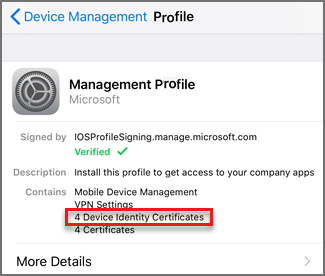 Device Management Profile
Management Profile
Microsoft
Signed by IOSProfileSigning.manage.microsoft.com
Verified ✓
Description Install this profile to get access to your company apps
Contains Mobile Device Management
VPN Settings
4 Device Identity Certificates
4 Certificates
More Details